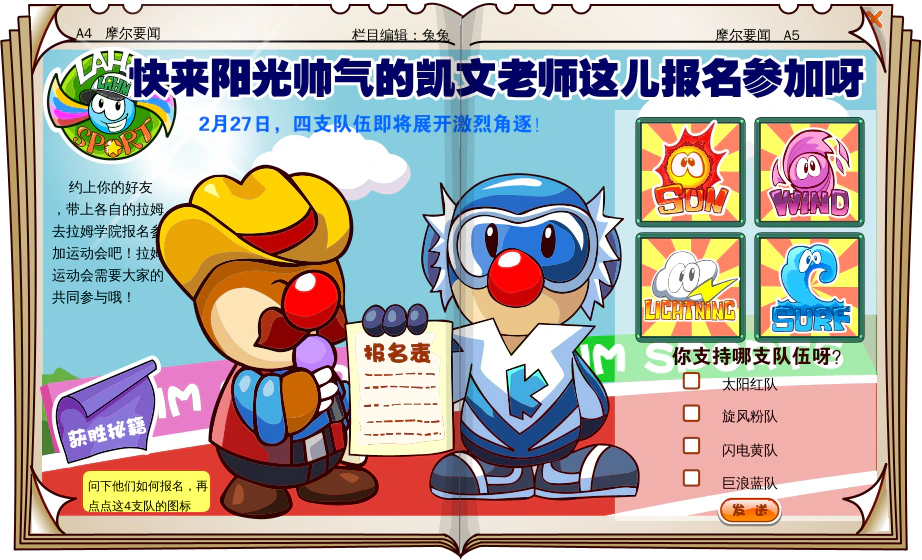 A4 摩尔要闻
栏目编辑：兔兔
摩尔要闻 A5
LAH
LAHM
SPORT
快来阳光帅气的凯文老师这儿报名参加呀
2月27日，四支队伍即将展开激烈角逐！
约上你的好友
，带上各自的拉姆
去拉姆学院报名参
加运动会吧！拉姆
运动会需要大家的
共同参与哦！
SUN
WIND
LIGHTNING
SURF
报名表
K
IM
IM SPORTS
获胜秘籍
你支持哪支队伍呀？
太阳红队
旋风粉队
闪电黄队
巨浪蓝队
发 送
问下他们如何报名，再
点点这4支队的图标